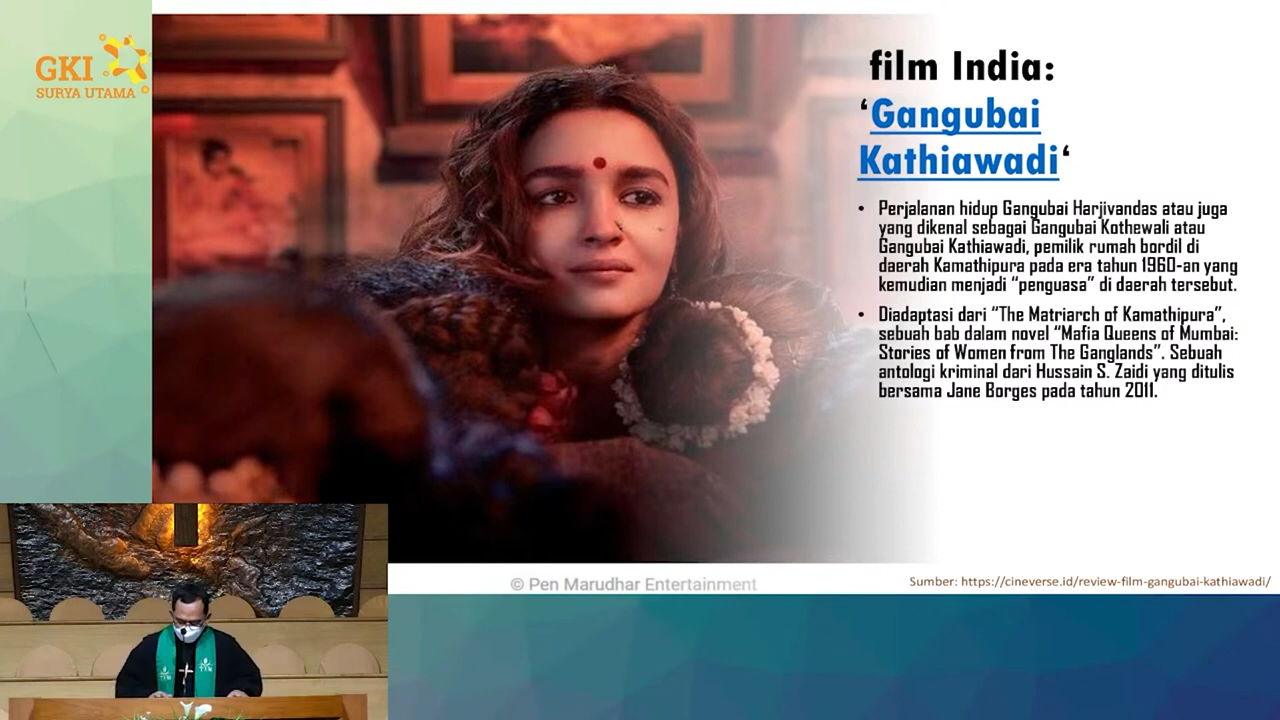 GKI
SURYA UTAMA
film India:
‘Gangubai
Kathiawadi‘
• Perjalanan hidup Gangubai Harjivandas atau juga
yang dikenal sebagai Gangubai Kothewali atau
Gangubai Kathiawadi, pemilik rumah bordil di
daerah Kamathipura pada era tahun 1960-an yang
kemudian menjadi “penguasa” di daerah tersebut.
• Diadaptasi dari “The Matriarch of Kamathipura”,
sebuah bab dalam novel “Mafia Queens of Mumbai:
Stories of Women from The Ganglands”. Sebuah
antologi kriminal dari Hussain S. Zaidi yang ditulis
bersama Jane Borges pada tahun 2011.
© Pen Marudhar Entertainment
Sumber: https://cineverse.id/review-film-gangubai-kathiawadi/